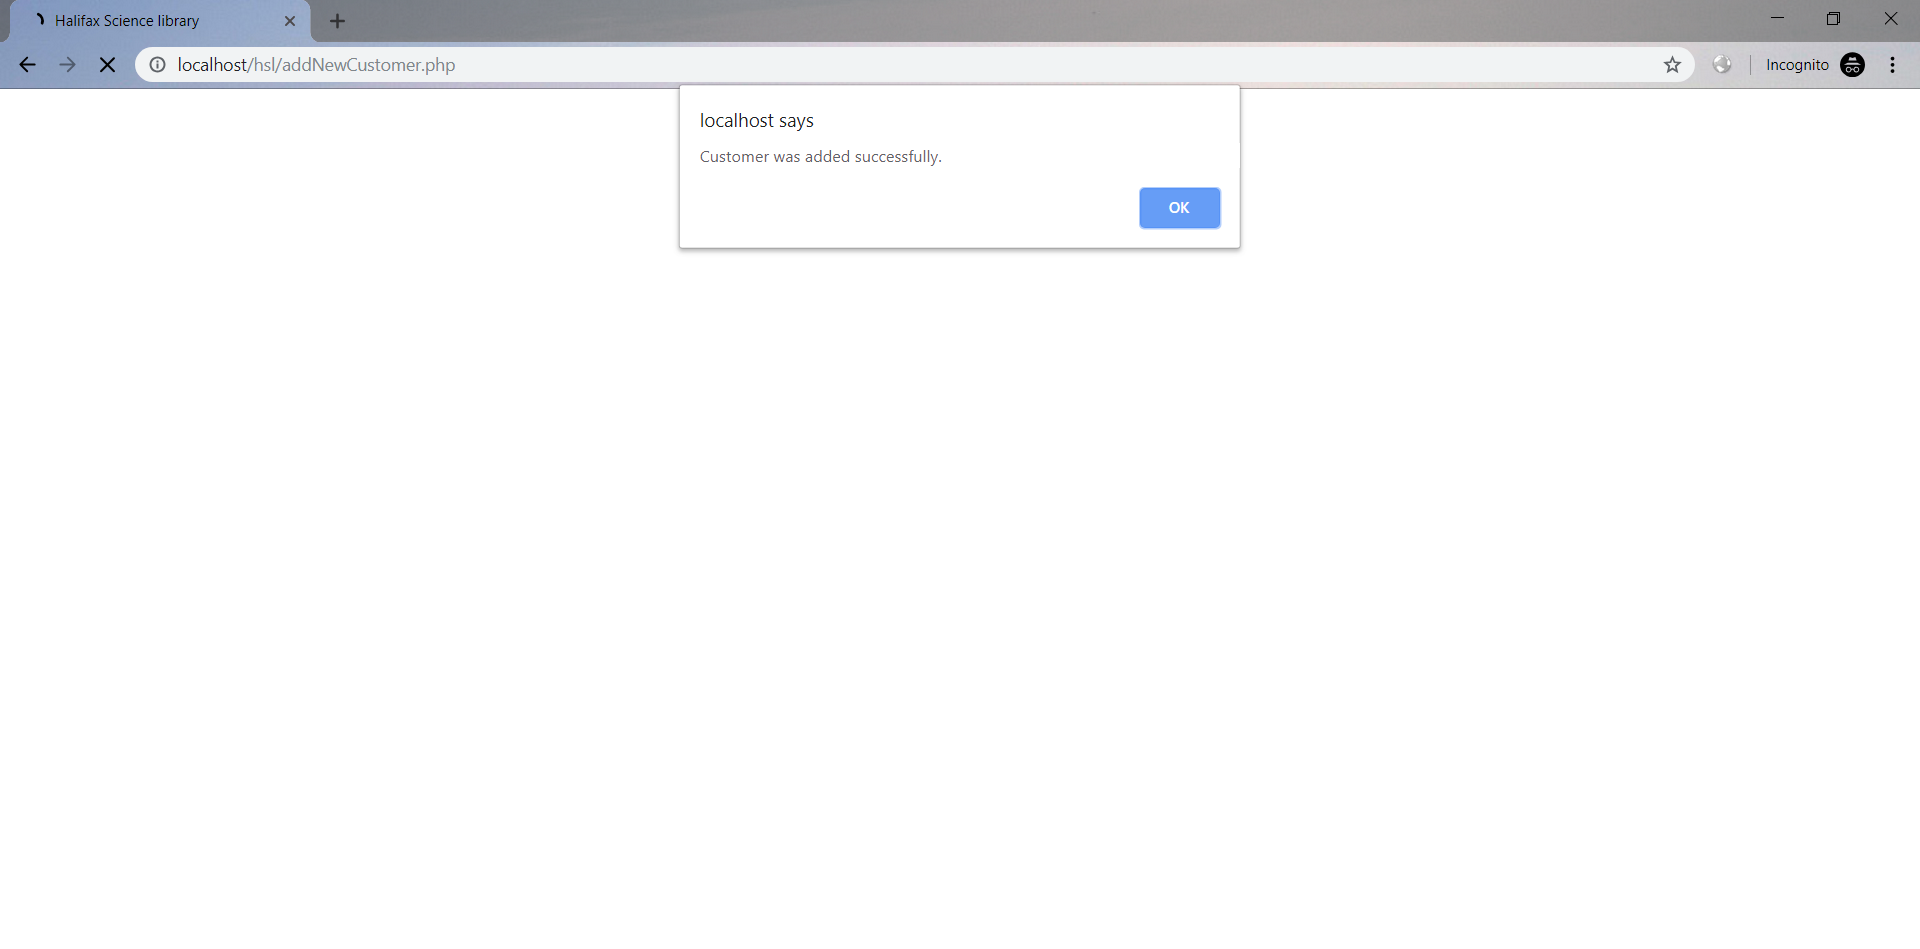 Halifax Science library
localhost/hsl/addNewCustomer.php
Incognito
localhost says
Customer was added successfully.
OK